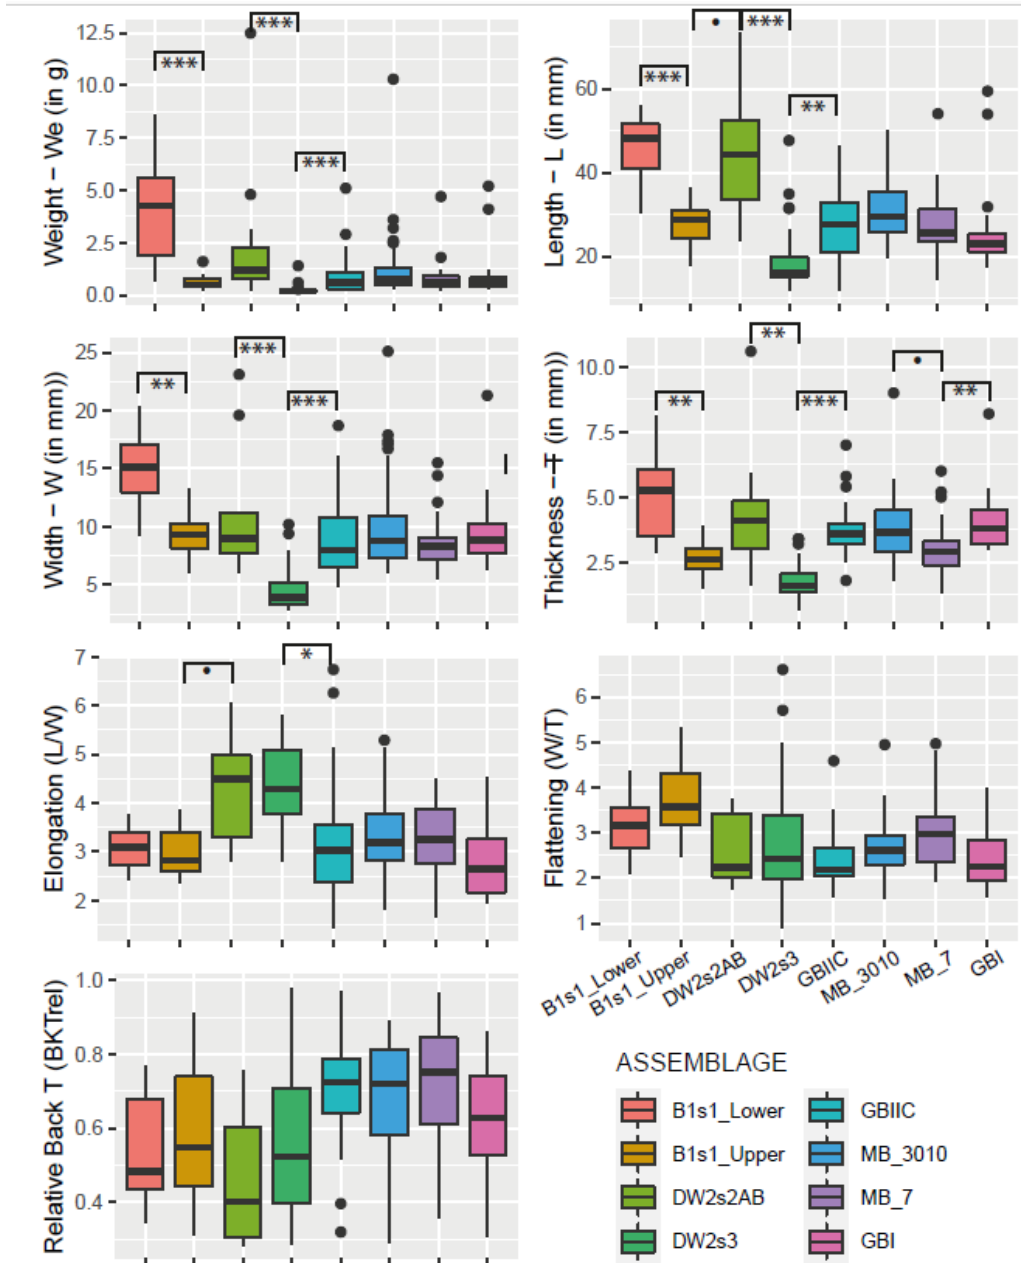 Weight − We (in g)
12.5
10.0
7.5
5.0
2.5
0.0
***
***
***
Length − L (in mm)
60
40
20
***
•
***
**
Width − W (in mm))
25
20
15
10
5
**
***
***
Thickness −T (in mm))
10.0
7.5
5.0
2.5
**
**
***
•
**
Elongation (L/W)
7
6
5
4
3
2
•
*
Flattening (W/T)
6
5
4
3
2
1
B1s1_Lower
B1s1_Upper
DW2s2AB
DW2s3
GBIIC
MB_3010
MB_7
GBI
Relative Back T (BKTrel)
1.0
0.8
0.6
0.4
ASSEMBLAGE
B1s1_Lower
B1s1_Upper
DW2s2AB
DW2s3
GBIIC
MB_3010
MB_7
GBI